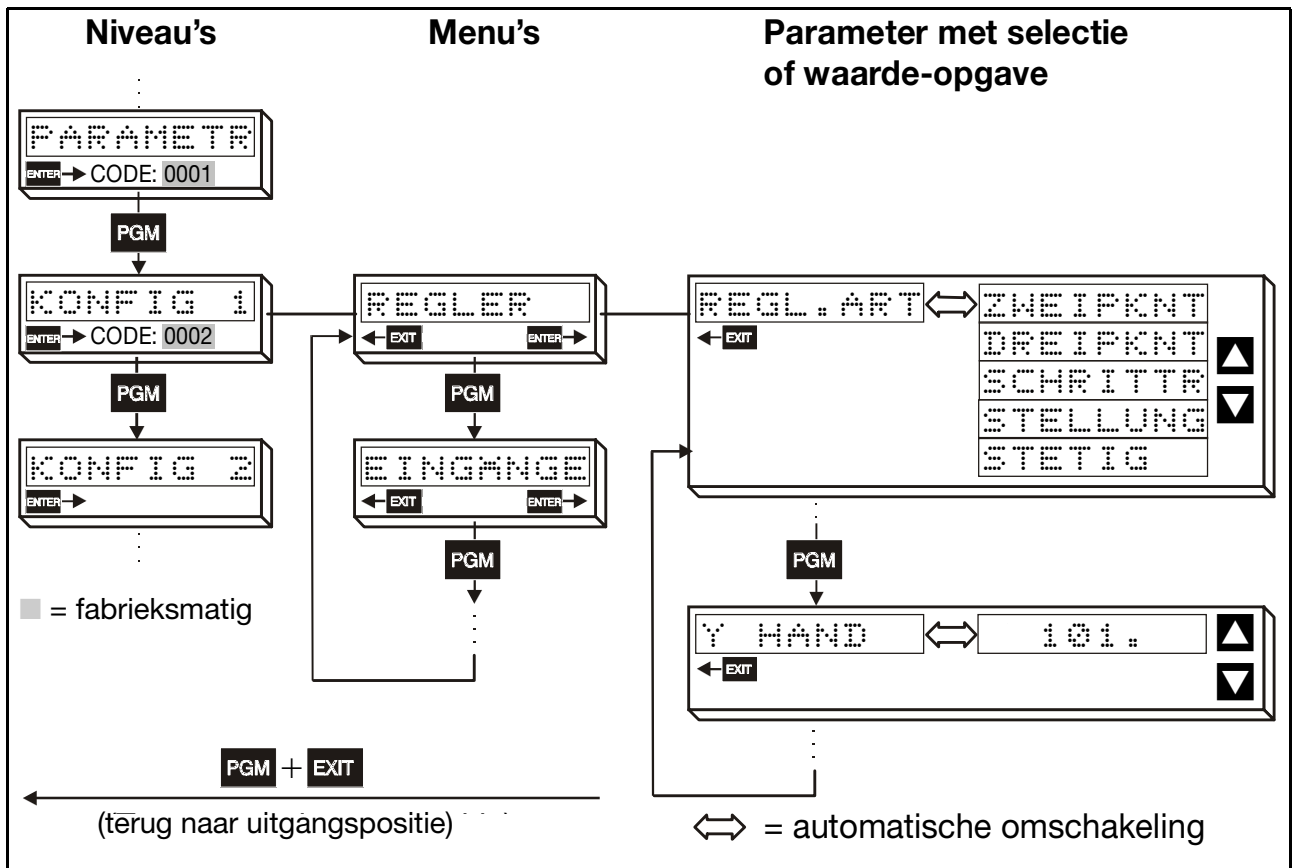 Niveau's
Menu's
Parameter met selectie
of waarde-opgave
PARAMETR
ENTER CODE: 0001
PGM
KONFIG 1
ENTER CODE: 0002
PGM
KONFIG 2
ENTER
= fabrieksmatig
REGLER
EXIT ENTER
PGM
EINGANGE
EXIT ENTER
PGM
REGL.ART
EXIT
ZWEIPKNT
DREIPKNT
SCHRITTR
STELLUNG
STETIG
PGM
Y HAND 101.
EXIT
PGM + EXIT
(terug naar uitgangspositie)
= automatische omschakeling